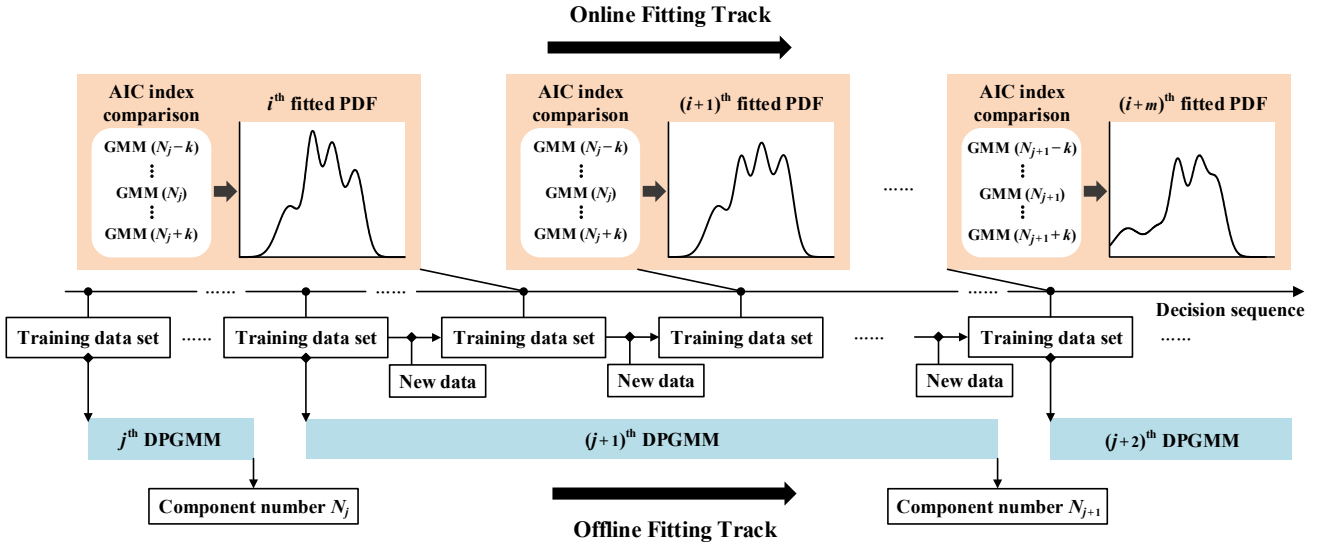 Online Fitting Track
AIC index comparison
GMM (Nj−k)
GMM (Nj)
GMM (Nj+k)
ith fitted PDF
AIC index comparison
GMM (Nj−k)
GMM (Nj)
GMM (Nj+k)
(i+1)th fitted PDF
......
AIC index comparison
GMM (Nj+1−k)
GMM (Nj+1)
GMM (Nj+1+k)
(i+m)th fitted PDF
...... ...... ......
Decision sequence
Training data set
......
Training data set
Training data set
Training data set
......
Training data set
......
New data
New data
New data
jth DPGMM
(j+1)th DPGMM
(j+2)th DPGMM
Component number Nj
Component number Nj+1
Offline Fitting Track